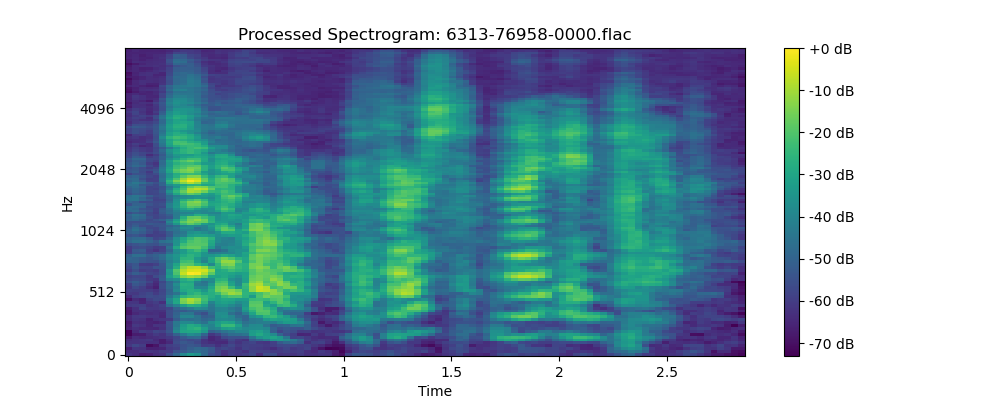 Processed Spectrogram: 6313-76958-0000.flac
Hz
4096
2048
1024
512
0
0
0.5
1
1.5
2
2.5
Time
+0 dB
-10 dB
-20 dB
-30 dB
-40 dB
-50 dB
-60 dB
-70 dB